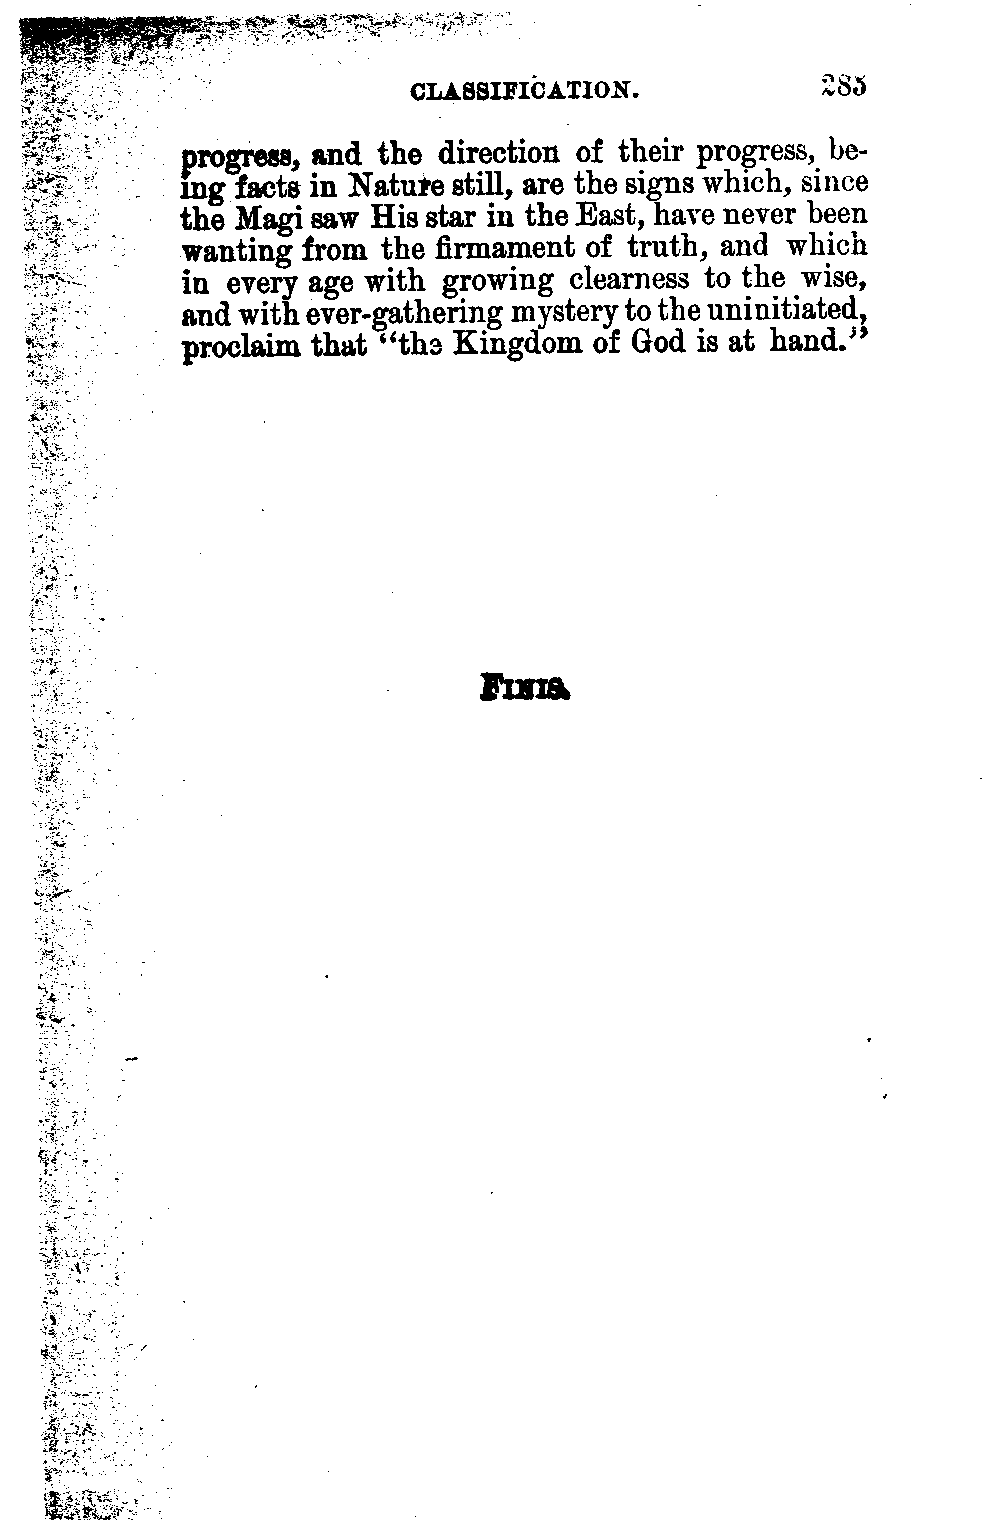 CLASSIFICATION. 285
progress, and the direction of their progress, be-
ing facts in Nature still, are the signs which, since
the Magi saw His star in the East, have never been
wanting from the firmament of truth, and which
in every age with growing clearness to the wise,
and with ever-gathering mystery to the uninitiated,
proclaim that "the Kingdom of God is at hand."
FINIS.